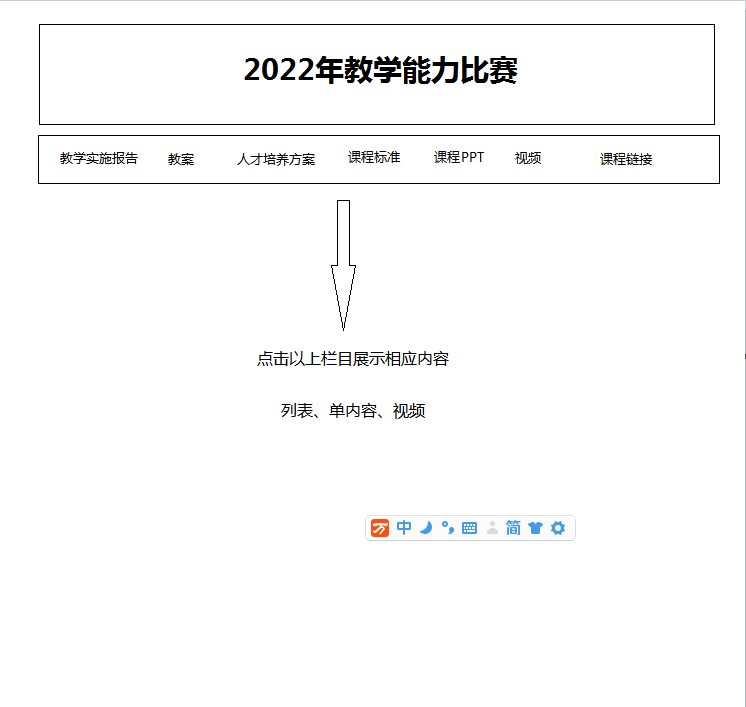 2022年教学能力比赛
教学实施报告 教案 人才培养方案 课程标准 课程PPT 视频 课程链接
点击以上栏目展示相应内容
列表、单内容、视频
中 简